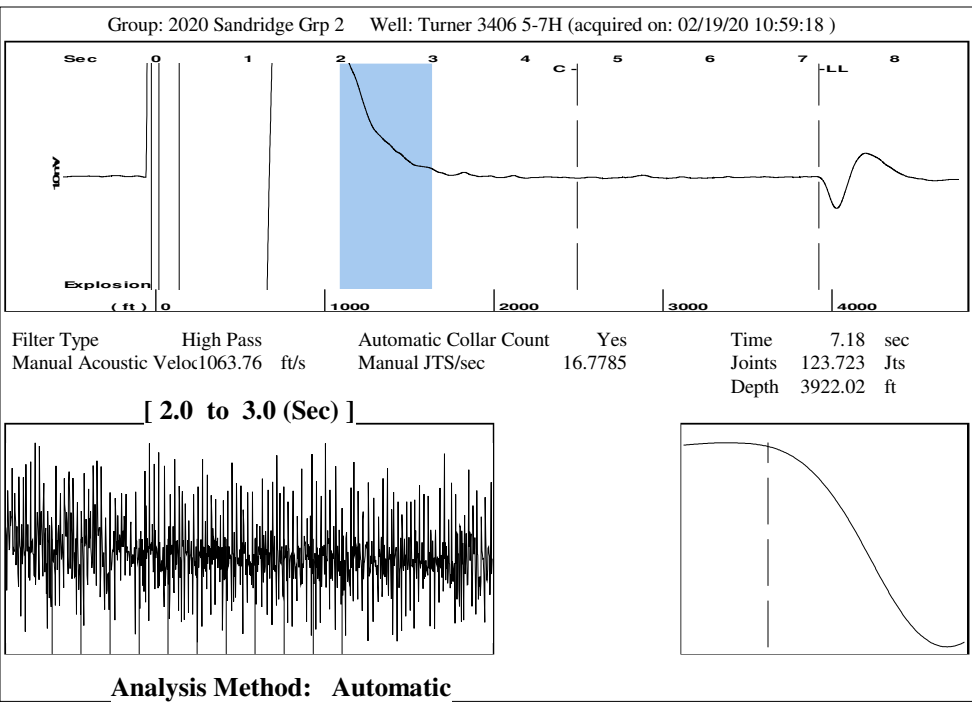 Group: 2020 Sandridge Grp 2 Well: Turner 3406 5-7H (acquired on: 02/19/20 10:59:18 )
Sec 0 1 2 3 4 5 6 7 8
C LL
1.0mV
Explosion
(ft) 0 1000 2000 3000 4000
Filter Type High Pass Automatic Collar Count Yes Time 7.18 sec
Manual Acoustic Veloc1063.76 ft/s Manual JTS/sec 16.7785 Joints 123.723 Jts
Depth 3922.02 ft
[ 2.0 to 3.0 (Sec) ]
Analysis Method: Automatic